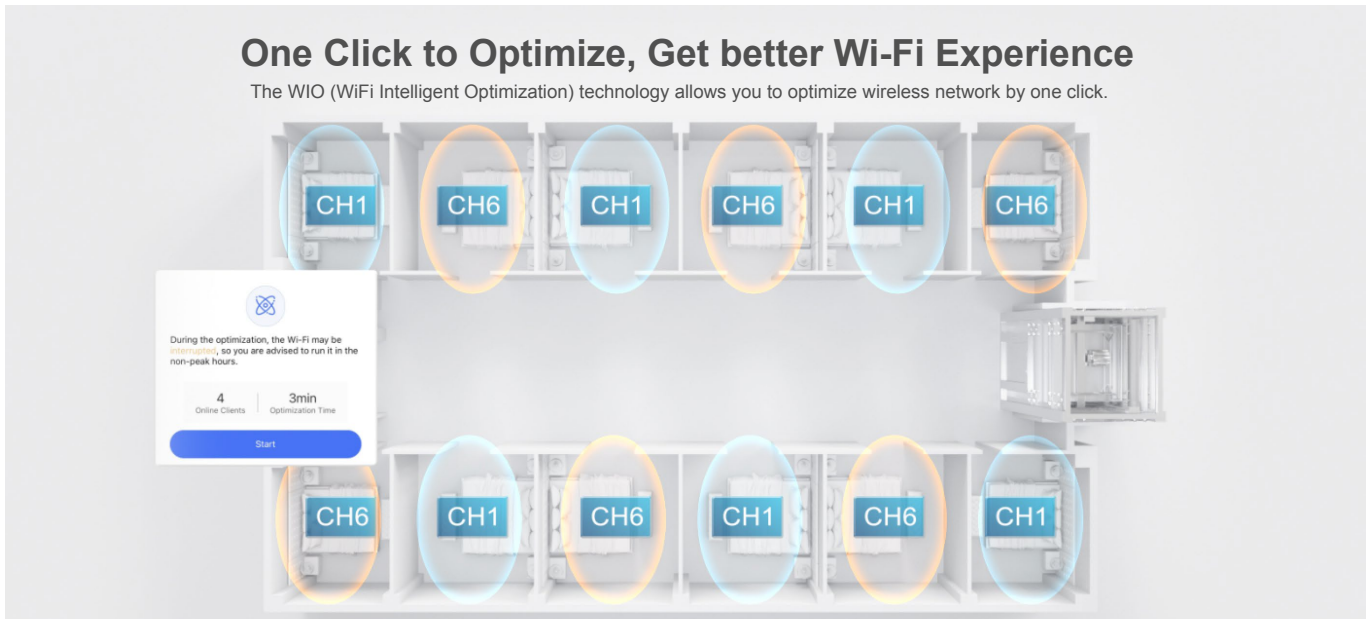 One Click to Optimize, Get better Wi-Fi Experience
The WIO (WiFi Intelligent Optimization) technology allows you to optimize wireless network by one click.
CH1 CH6 CH1 CH6 CH1 CH6
During the optimization, the Wi-Fi may be
interrupted, so you are advised to run it in the
non-peak hours.
4 3min
Online Clients Optimization Time
Start
CH6 CH1 CH6 CH1 CH6 CH1